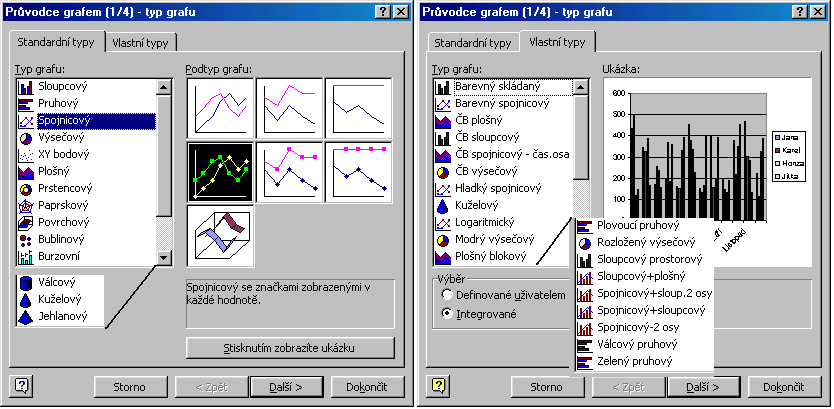 Průvodce grafem (1/4) - typ grafu
Standardní typy
Vlastní typy
Typ grafu:
Sloupcový
Pruhový
Spojnicový
Výsečový
XY bodový
Plošný
Prstencový
Paprskový
Povrchový
Bublinový
Burzovní
Válcový
Kuželový
Jehlanový
Podtyp grafu:
Spojnicový se značkami zobrazenými v
každé hodnotě.
Stisknutím zobrazíte ukázku
Storno
< Zpět
Další >
Dokončit
Průvodce grafem (1/4) - typ grafu
Standardní typy
Vlastní typy
Typ grafu:
Barevný skládaný
Barevný spojnicový
ČB plošný
ČB sloupcový
ČB spojnicový - čas.osa
ČB výsečový
Hladký spojnicový
Kuželový
Logaritmický
Modrý výsečový
Plošný blokový
Plovoucí pruhový
Rozložený výsečový
Sloupcový prostorový
Sloupcový+plošný
Spojnicový+sloup.2 osy
Spojnicový+sloupcový
Spojnicový-2 osy
Válcový pruhový
Zelený pruhový
Výběr
Definované uživatelem
Integrované
Ukázka:
600
500
400
300
200
100
0
Listopad
Jana
Karel
Honza
Jitka
Storno
< Zpět
Další >
Dokončit